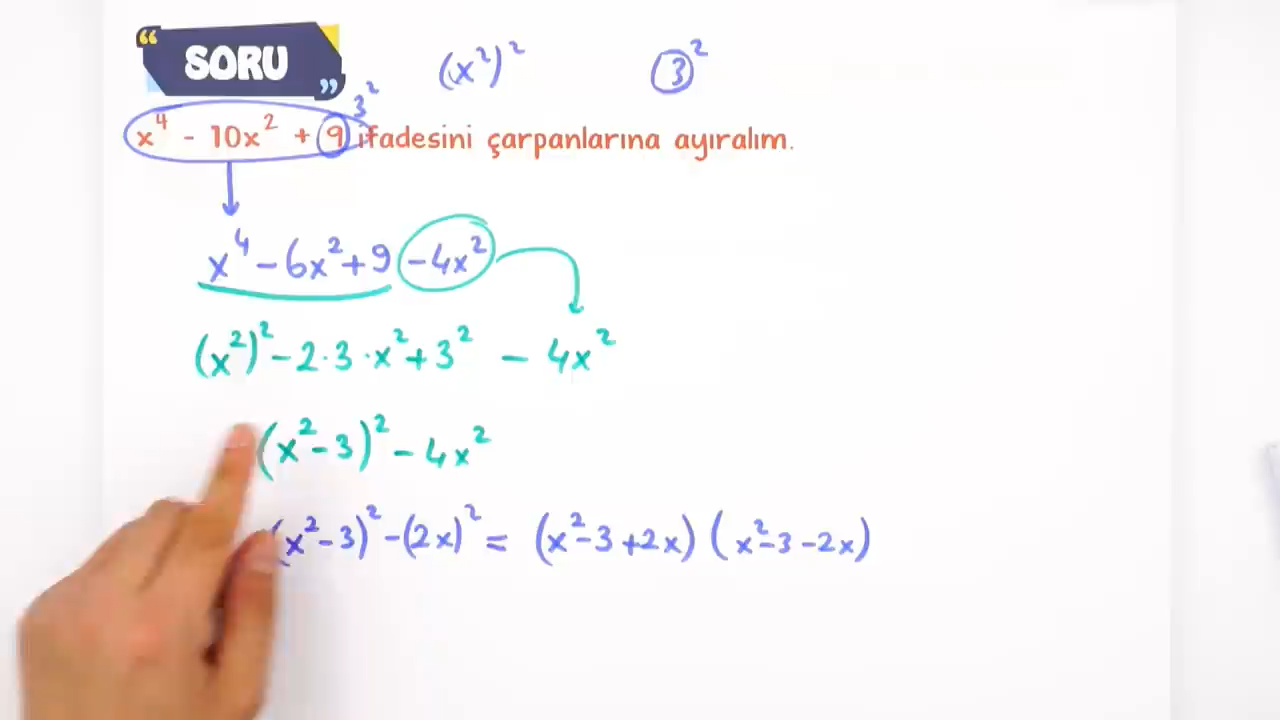 “ SORU ”
(x²)² 3²
3²
x⁴ - 10x² + 9 ifadesini çarpanlarına ayıralım.
x⁴ - 6x² + 9 - 4x²
(x²)² - 2·3·x² + 3² - 4x²
(x² - 3)² - 4x²
(x² - 3)² - (2x)² = (x² - 3 + 2x) (x² - 3 - 2x)